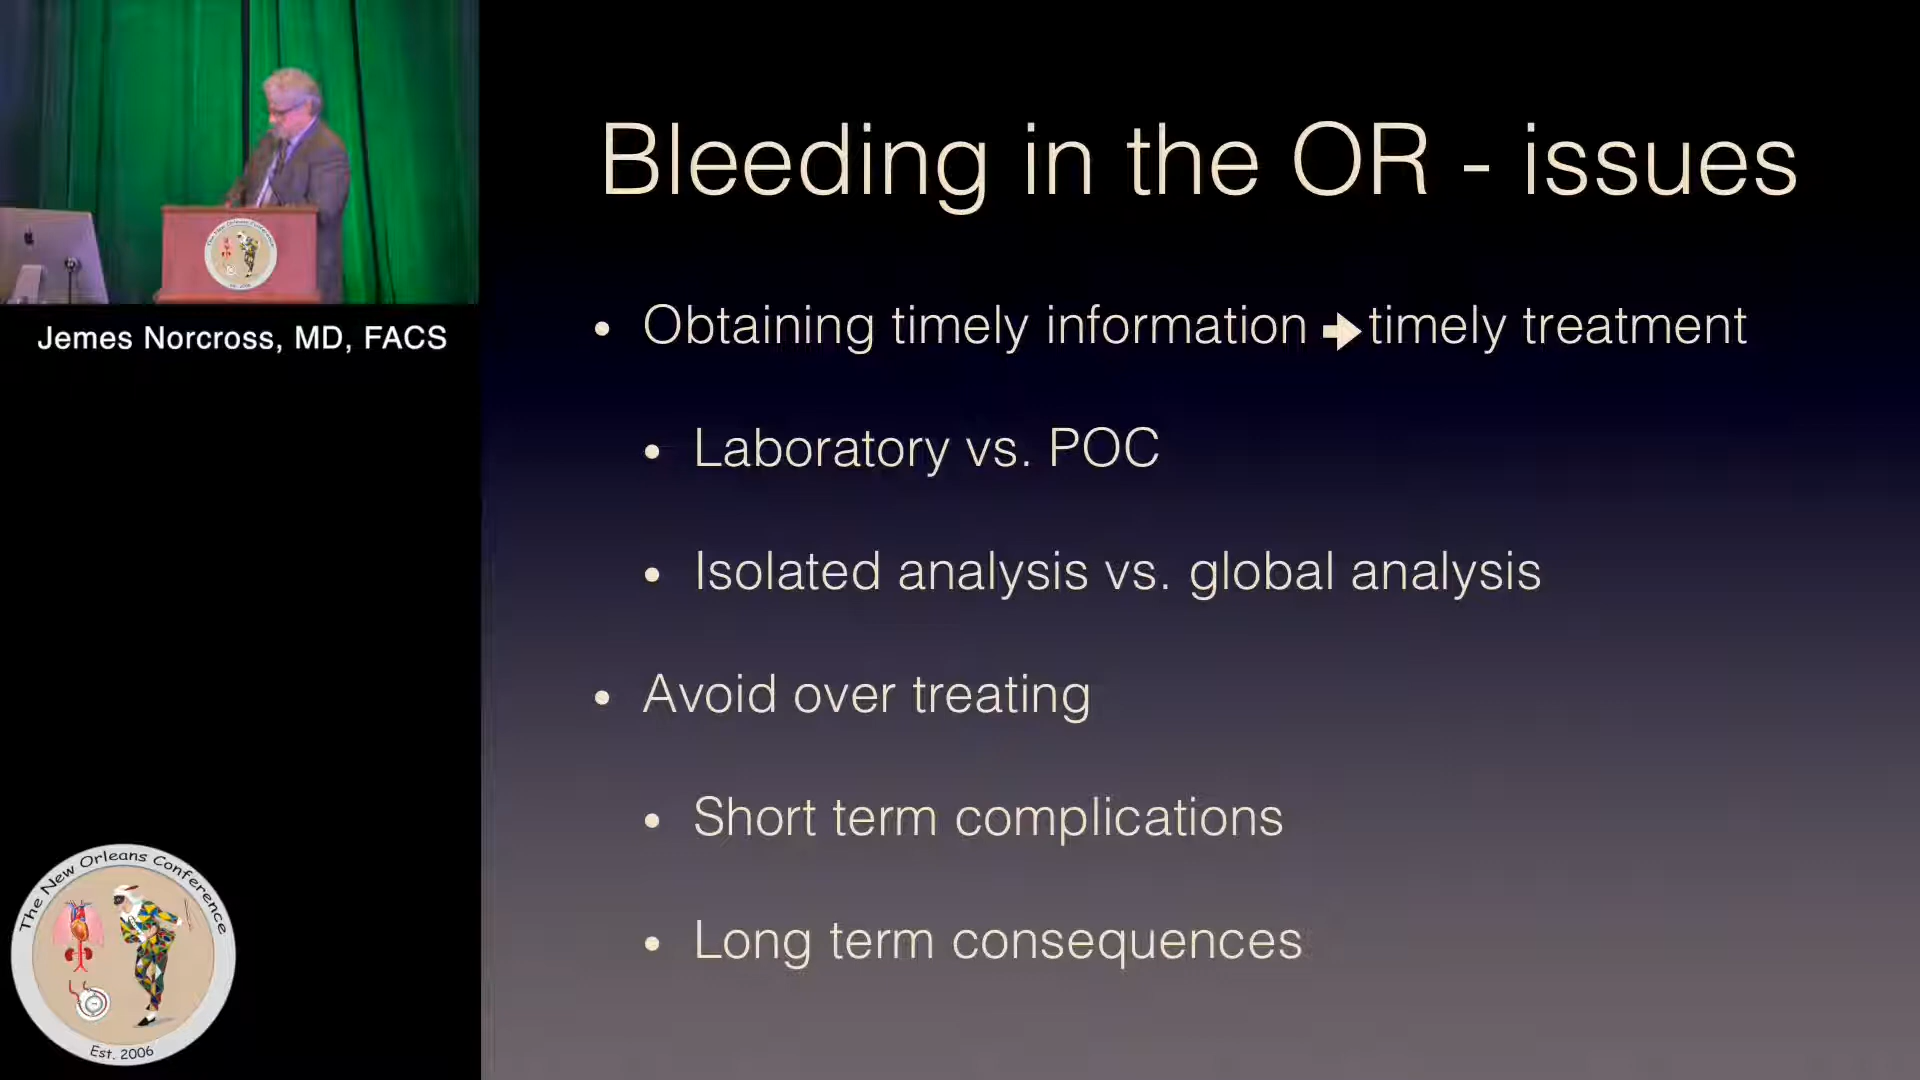 Bleeding in the OR - issues
Jemes Norcross, MD, FACS
• Obtaining timely information ➡ timely treatment
• Laboratory vs. POC
• Isolated analysis vs. global analysis
• Avoid over treating
• Short term complications
• Long term consequences
The New Orleans Conference
Est. 2006